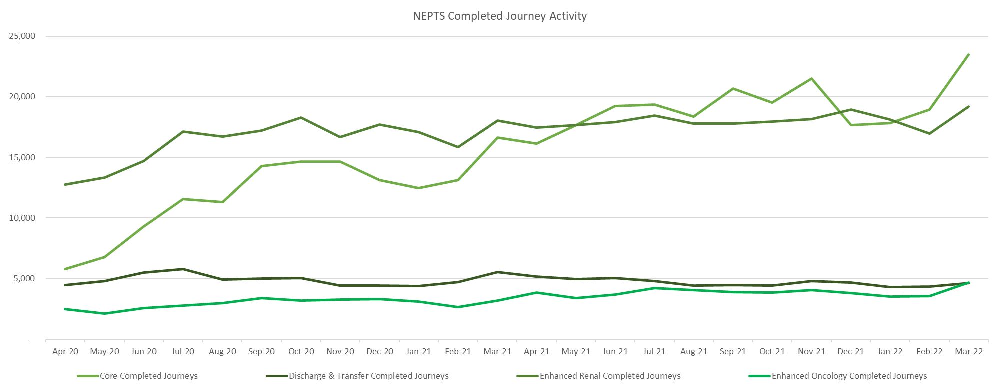 NEPTS Completed Journey Activity
25,000
20,000
15,000
10,000
5,000
-
Apr-20 May-20 Jun-20 Jul-20 Aug-20 Sep-20 Oct-20 Nov-20 Dec-20 Jan-21 Feb-21 Mar-21 Apr-21 May-21 Jun-21 Jul-21 Aug-21 Sep-21 Oct-21 Nov-21 Dec-21 Jan-22 Feb-22 Mar-22
Core Completed Journeys Discharge & Transfer Completed Journeys Enhanced Renal Completed Journeys Enhanced Oncology Completed Journeys